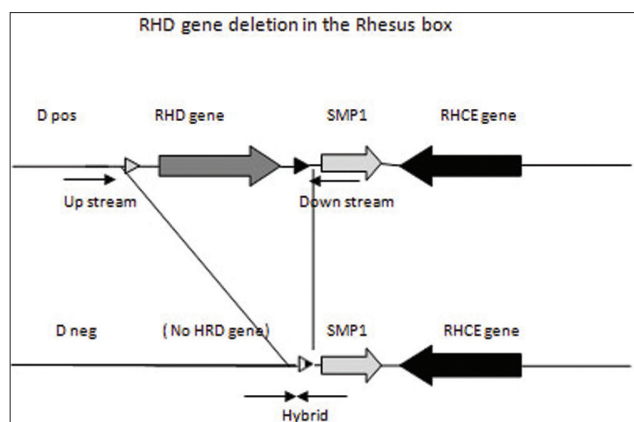 RHD gene deletion in the Rhesus box
D pos RHD gene SMP1 RHCE gene
Up stream Down stream
D neg ( No HRD gene) SMP1 RHCE gene
Hybrid